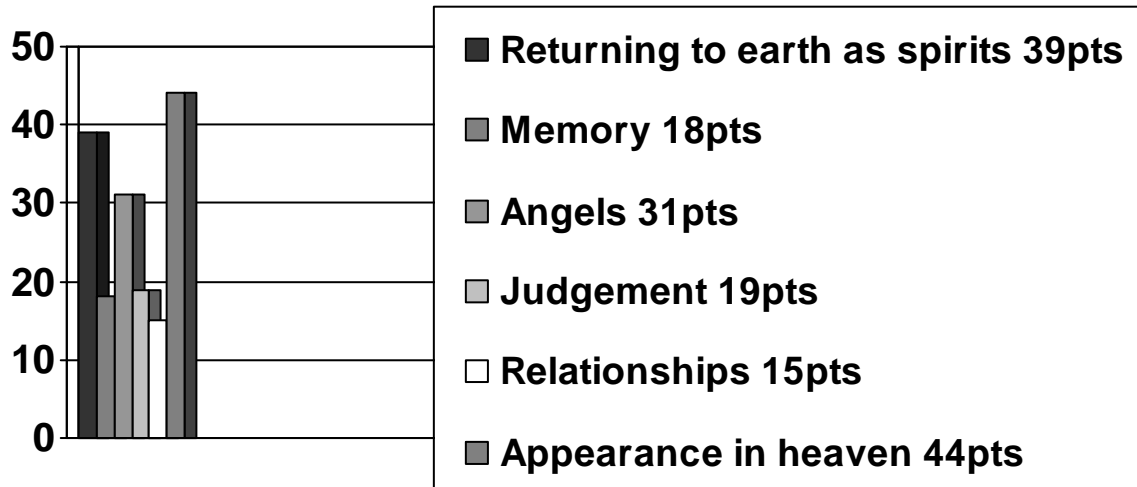 50
40
30
20
10
0
Returning to earth as spirits 39pts
Memory 18pts
Angels 31pts
Judgement 19pts
Relationships 15pts
Appearance in heaven 44pts